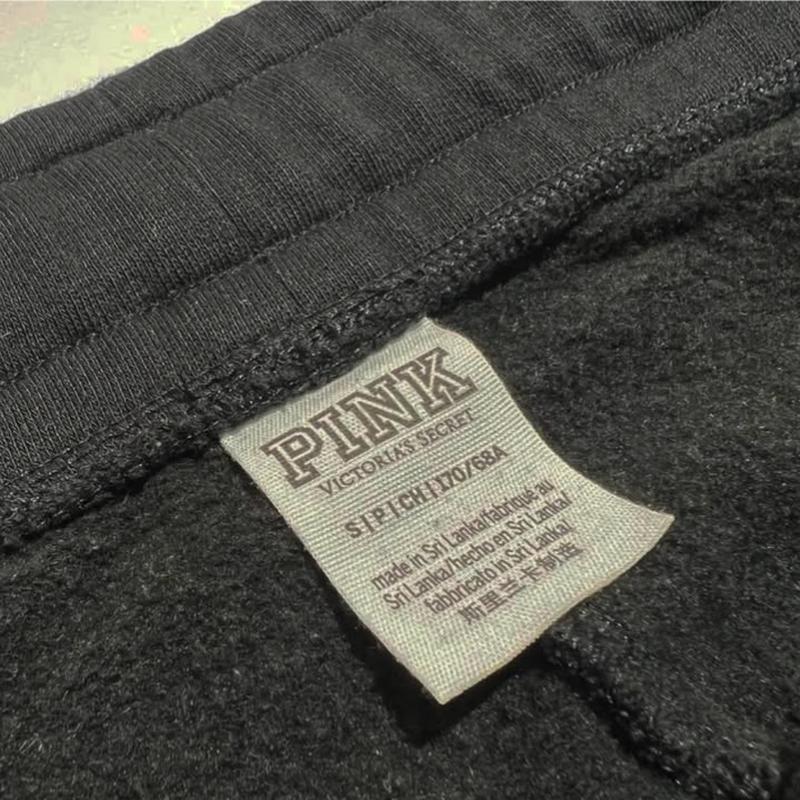 PINK
VICTORIA'S SECRET
S|P|CH|170/68A
made in Sri Lanka/fabriqué au
Sri Lanka/hecho en Sri Lanka/
fabbricato in Sri Lanka/
斯里兰卡制造